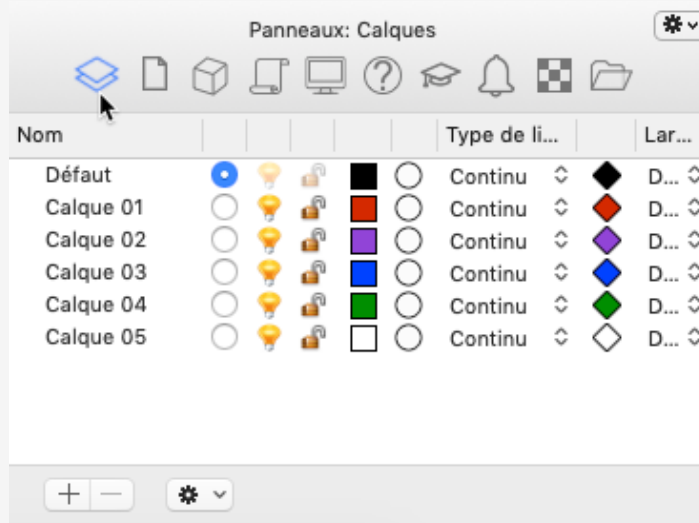 Panneaux: Calques
Nom Type de li... Lar...
Défaut Continu D...
Calque 01 Continu D...
Calque 02 Continu D...
Calque 03 Continu D...
Calque 04 Continu D...
Calque 05 Continu D...